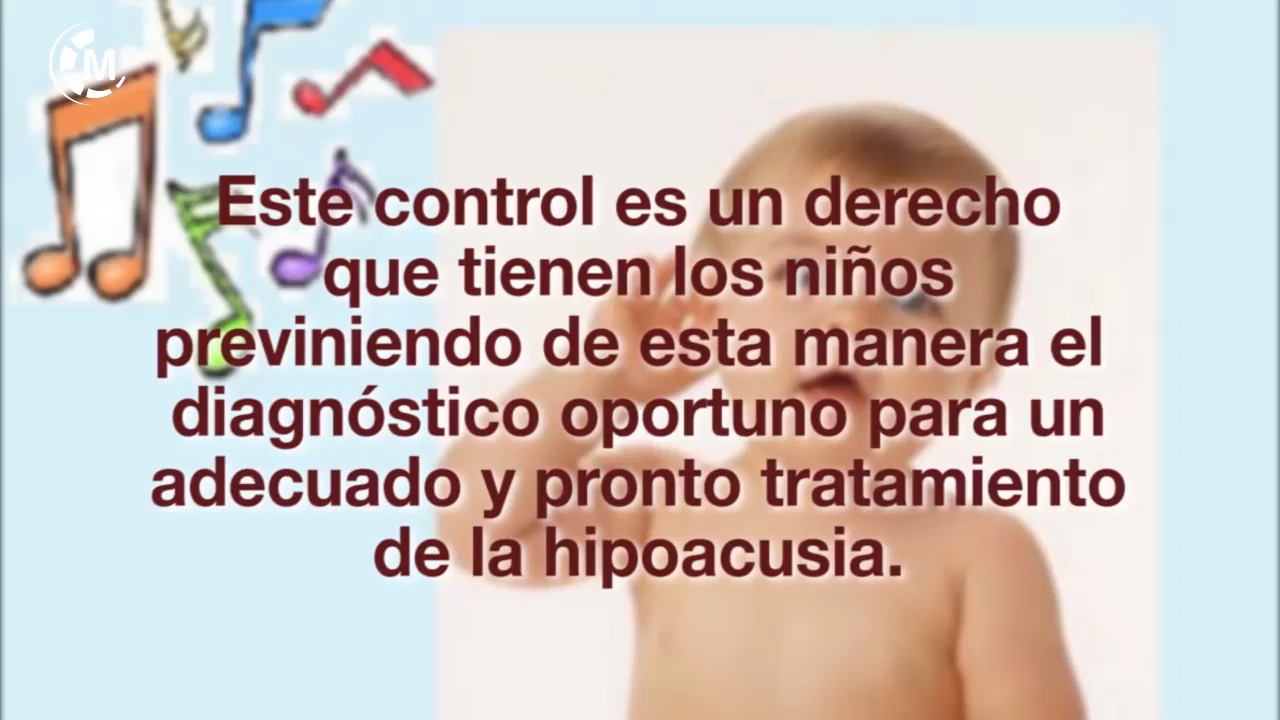 M
Este control es un derecho
que tienen los niños
previniendo de esta manera el
diagnóstico oportuno para un
adecuado y pronto tratamiento
de la hipoacusia.